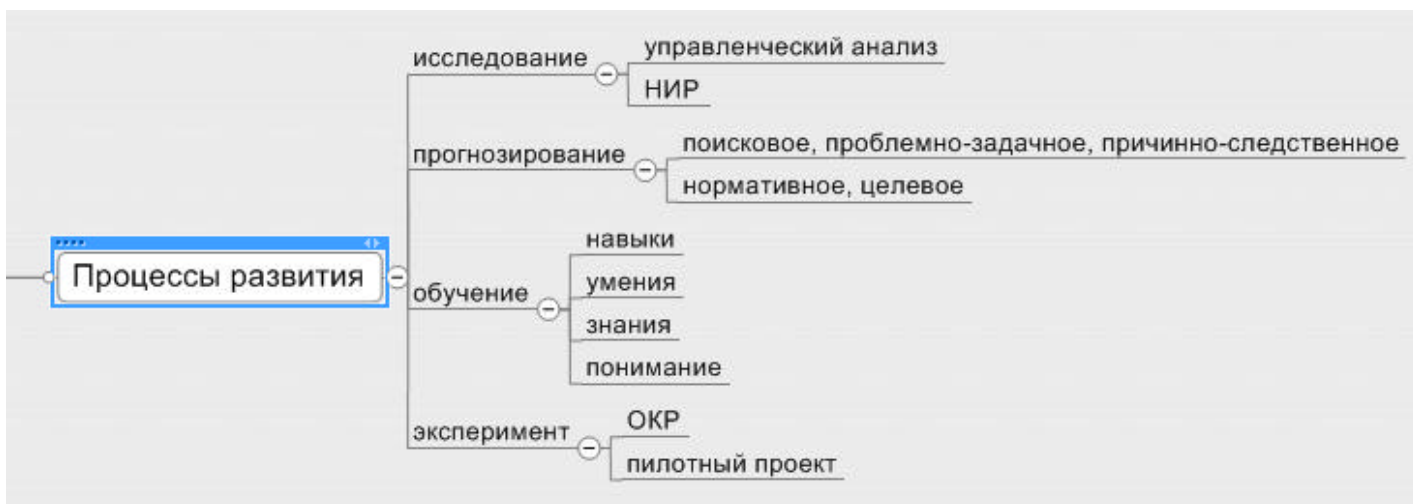 исследование
управленческий анализ
НИР
прогнозирование
поисковое, проблемно-задачное, причинно-следственное
нормативное, целевое
Процессы развития
обучение
навыки
умения
знания
понимание
эксперимент
ОКР
пилотный проект